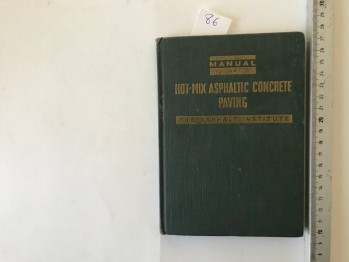 86
MANUAL
HOT-MIX ASPHALTIC CONCRETE
PAVING
THE ASPHALT INSTITUTE